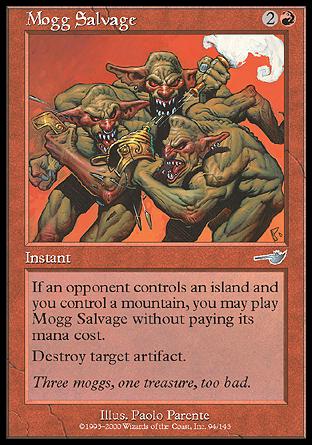 Mogg Salvage 2
Instant
If an opponent controls an island and
you control a mountain, you may play
Mogg Salvage without paying its
mana cost.
Destroy target artifact.
Three moggs, one treasure, too bad.
Illus. Paolo Parente
©1993-2000 Wizards of the Coast, Inc. 94/143